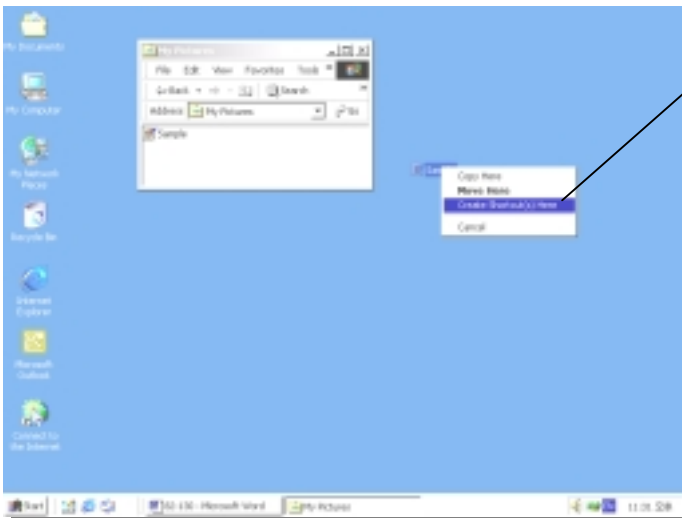 My Documents
My Computer
My Network
Places
Recycle Bin
Internet
Explorer
Microsoft
Outlook
Connect to
the Internet
My Pictures
File Edit View Favorites Tools
Back Search
Address My Pictures Go
Sample
Copy Here
Move Here
Create Shortcut(s) Here
Cancel
Start
Microsoft Word
My Pictures